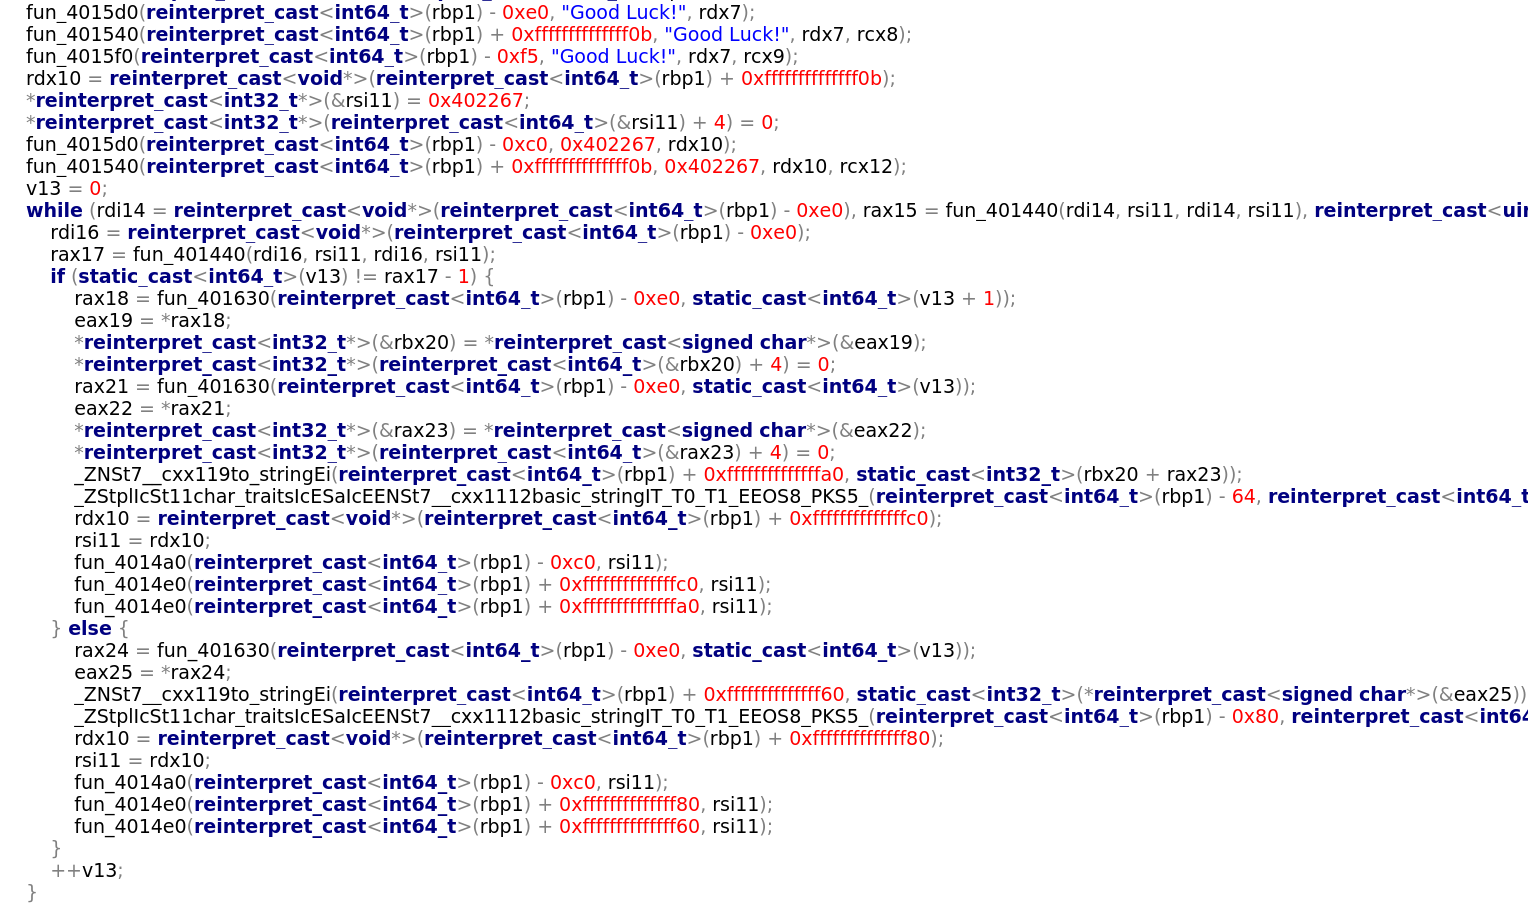 fun_4015d0(reinterpret_cast<int64_t>(rbp1) - 0xe0, "Good Luck!", rdx7);
fun_401540(reinterpret_cast<int64_t>(rbp1) + 0xffffffffffffff0b, "Good Luck!", rdx7, rcx8);
fun_4015f0(reinterpret_cast<int64_t>(rbp1) - 0xf5, "Good Luck!", rdx7, rcx9);
rdx10 = reinterpret_cast<void*>(reinterpret_cast<int64_t>(rbp1) + 0xffffffffffffff0b);
*reinterpret_cast<int32_t*>(&rsi11) = 0x402267;
*reinterpret_cast<int32_t*>(reinterpret_cast<int64_t>(&rsi11) + 4) = 0;
fun_4015d0(reinterpret_cast<int64_t>(rbp1) - 0xc0, 0x402267, rdx10);
fun_401540(reinterpret_cast<int64_t>(rbp1) + 0xffffffffffffff0b, 0x402267, rdx10, rcx12);
v13 = 0;
while (rdi14 = reinterpret_cast<void*>(reinterpret_cast<int64_t>(rbp1) - 0xe0), rax15 = fun_401440(rdi14, rsi11, rdi14, rsi11), reinterpret_cast<uin
rdi16 = reinterpret_cast<void*>(reinterpret_cast<int64_t>(rbp1) - 0xe0);
rax17 = fun_401440(rdi16, rsi11, rdi16, rsi11);
if (static_cast<int64_t>(v13) != rax17 - 1) {
rax18 = fun_401630(reinterpret_cast<int64_t>(rbp1) - 0xe0, static_cast<int64_t>(v13 + 1));
eax19 = *rax18;
*reinterpret_cast<int32_t*>(&rbx20) = *reinterpret_cast<signed char*>(&eax19);
*reinterpret_cast<int32_t*>(reinterpret_cast<int64_t>(&rbx20) + 4) = 0;
rax21 = fun_401630(reinterpret_cast<int64_t>(rbp1) - 0xe0, static_cast<int64_t>(v13));
eax22 = *rax21;
*reinterpret_cast<int32_t*>(&rax23) = *reinterpret_cast<signed char*>(&eax22);
*reinterpret_cast<int32_t*>(reinterpret_cast<int64_t>(&rax23) + 4) = 0;
_ZNSt7__cxx119to_stringEi(reinterpret_cast<int64_t>(rbp1) + 0xffffffffffffffa0, static_cast<int32_t>(rbx20 + rax23));
_ZStplIcSt11char_traitsIcESaIcEENSt7__cxx1112basic_stringIT_T0_T1_EEOS8_PKS5_(reinterpret_cast<int64_t>(rbp1) - 64, reinterpret_cast<int64_t
rdx10 = reinterpret_cast<void*>(reinterpret_cast<int64_t>(rbp1) + 0xffffffffffffffc0);
rsi11 = rdx10;
fun_4014a0(reinterpret_cast<int64_t>(rbp1) - 0xc0, rsi11);
fun_4014e0(reinterpret_cast<int64_t>(rbp1) + 0xffffffffffffffc0, rsi11);
fun_4014e0(reinterpret_cast<int64_t>(rbp1) + 0xffffffffffffffa0, rsi11);
} else {
rax24 = fun_401630(reinterpret_cast<int64_t>(rbp1) - 0xe0, static_cast<int64_t>(v13));
eax25 = *rax24;
_ZNSt7__cxx119to_stringEi(reinterpret_cast<int64_t>(rbp1) + 0xffffffffffffff60, static_cast<int32_t>(*reinterpret_cast<signed char*>(&eax25))
_ZStplIcSt11char_traitsIcESaIcEENSt7__cxx1112basic_stringIT_T0_T1_EEOS8_PKS5_(reinterpret_cast<int64_t>(rbp1) - 0x80, reinterpret_cast<int64
rdx10 = reinterpret_cast<void*>(reinterpret_cast<int64_t>(rbp1) + 0xffffffffffffff80);
rsi11 = rdx10;
fun_4014a0(reinterpret_cast<int64_t>(rbp1) - 0xc0, rsi11);
fun_4014e0(reinterpret_cast<int64_t>(rbp1) + 0xffffffffffffff80, rsi11);
fun_4014e0(reinterpret_cast<int64_t>(rbp1) + 0xffffffffffffff60, rsi11);
}
++v13;
}